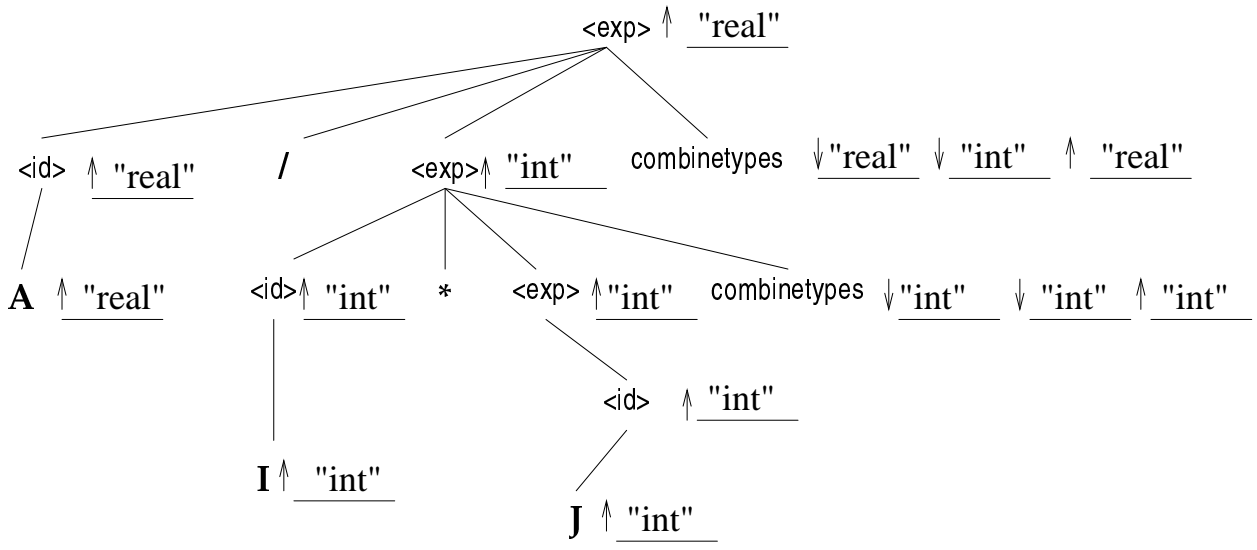 <exp> ↑ "real"
<id> ↑ "real" / <exp> ↑ "int" combinetypes ↓ "real" ↓ "int" ↑ "real"
A ↑ "real" <id> ↑ "int" * <exp> ↑ "int" combinetypes ↓ "int" ↓ "int" ↑ "int"
<id> ↑ "int"
I ↑ "int"
J ↑ "int"